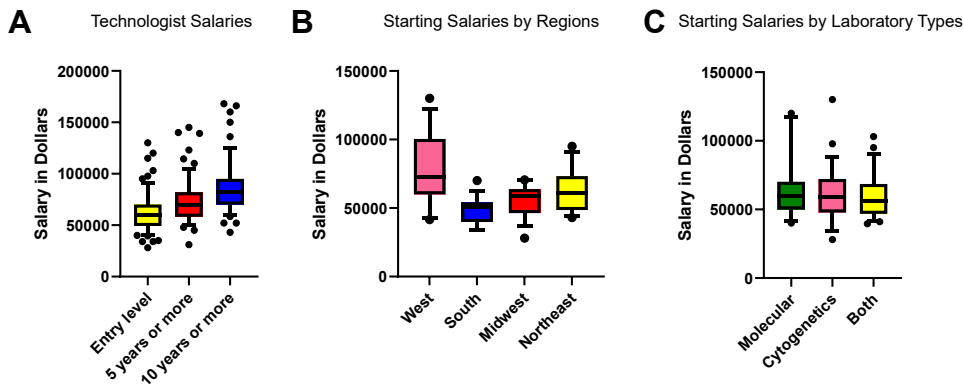 A
Technologist Salaries
Salary in Dollars
200000
150000
100000
50000
0
Entry level
5 years or more
10 years or more
B
Starting Salaries by Regions
Salary in Dollars
150000
100000
50000
0
West
South
Midwest
Northeast
C
Starting Salaries by Laboratory Types
Salary in Dollars
150000
100000
50000
0
Molecular
Cytogenetics
Both